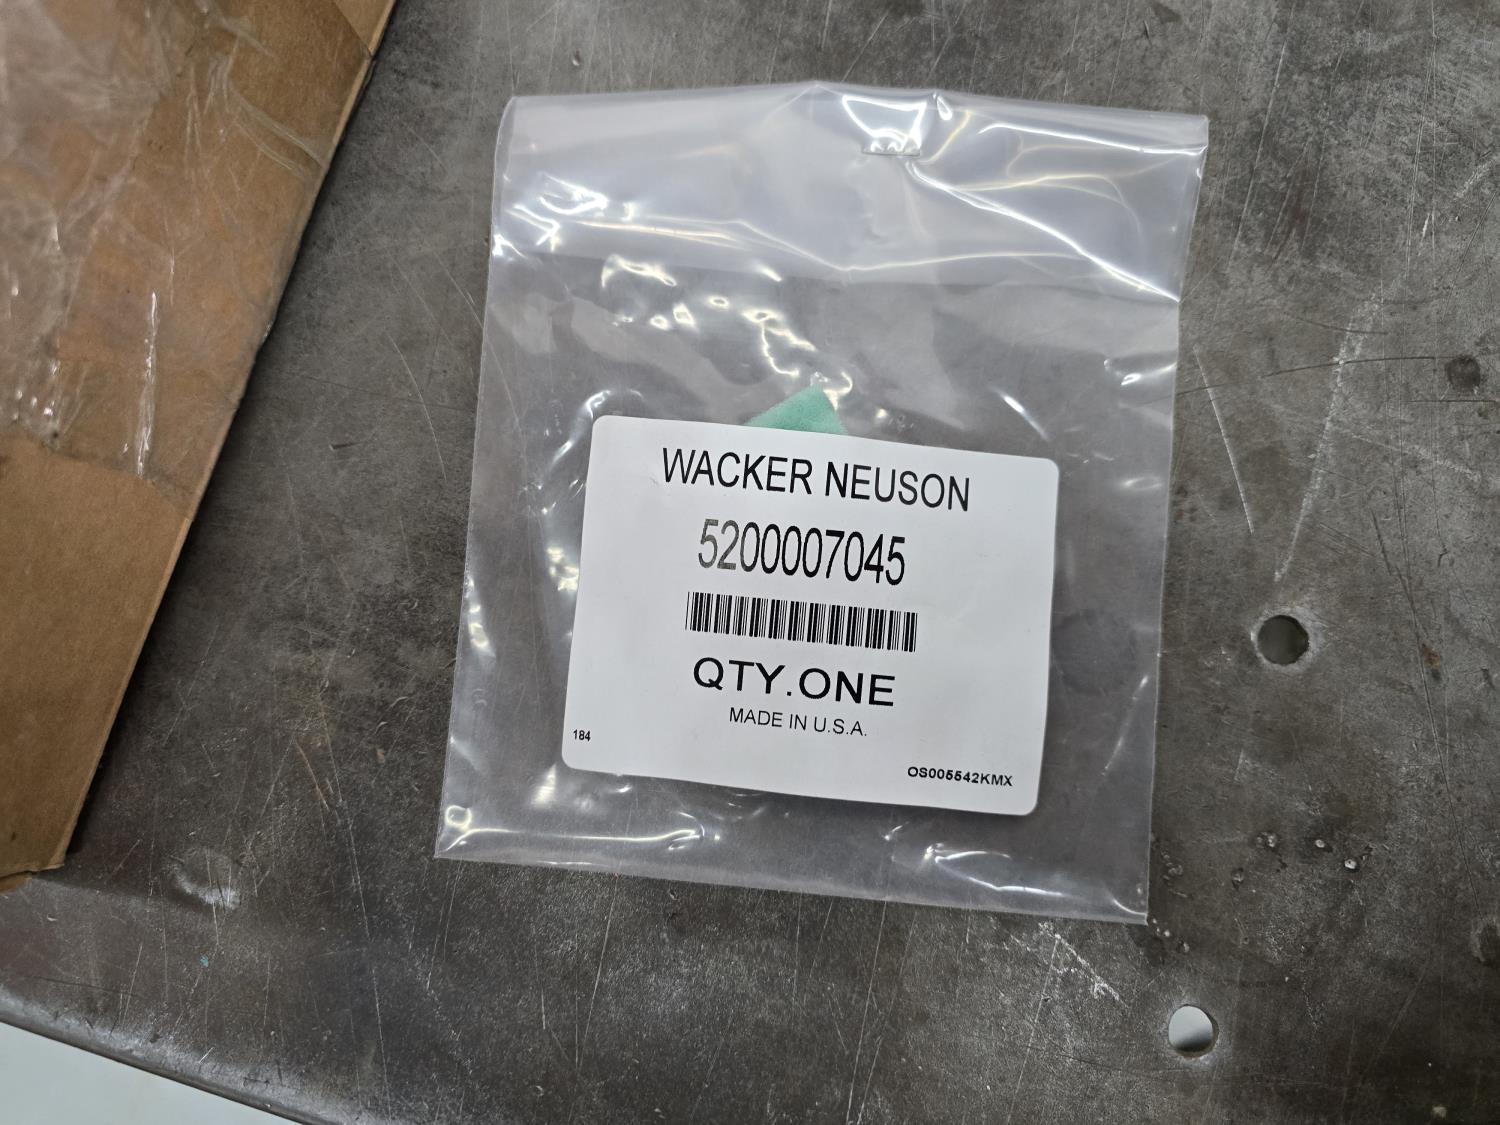 WACKER NEUSON
5200007045
QTY.ONE
MADE IN U.S.A.
184
OS005542KMX